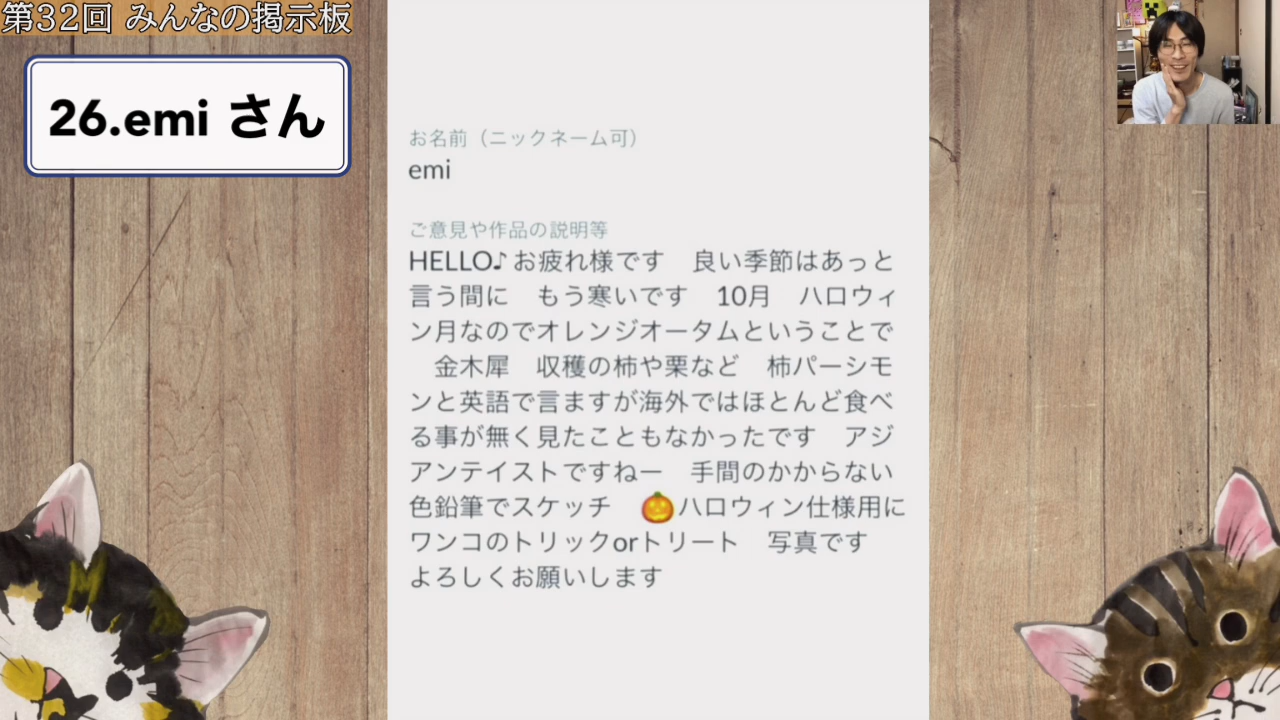 第32回 みんなの掲示板
26.emi さん
お名前（ニックネーム可）
emi
ご意見や作品の説明等
HELLO♪お疲れ様です　良い季節はあっと
言う間に　もう寒いです　10月　ハロウィ
ン月なのでオレンジオータムということで
　金木犀　収穫の柿や栗など　柿パーシモ
ンと英語で言ますが海外ではほとんど食べ
る事が無く見たこともなかったです　アジ
アンテイストですねー　手間のかからない
色鉛筆でスケッチ　🎃ハロウィン仕様用に
ワンコのトリックorトリート　写真です
よろしくお願いします